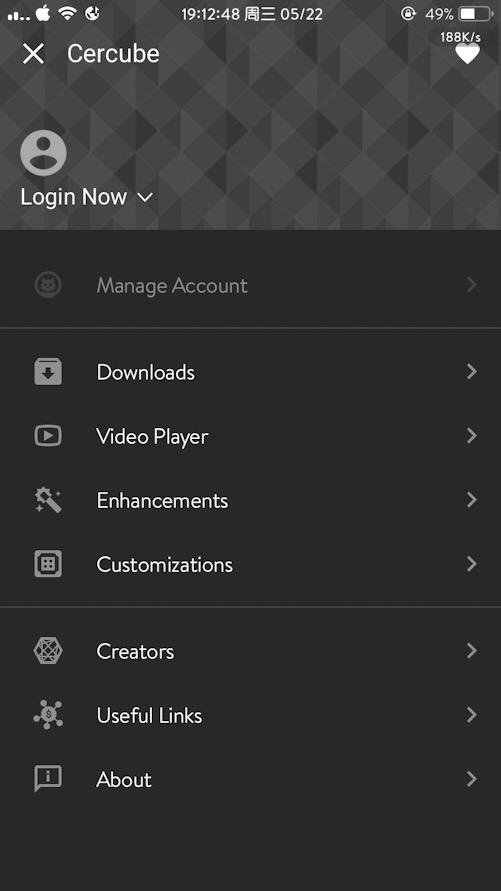 19:12:48 周三 05/22
49%
188K/s
Cercube
Login Now
Manage Account
Downloads
Video Player
Enhancements
Customizations
Creators
Useful Links
About